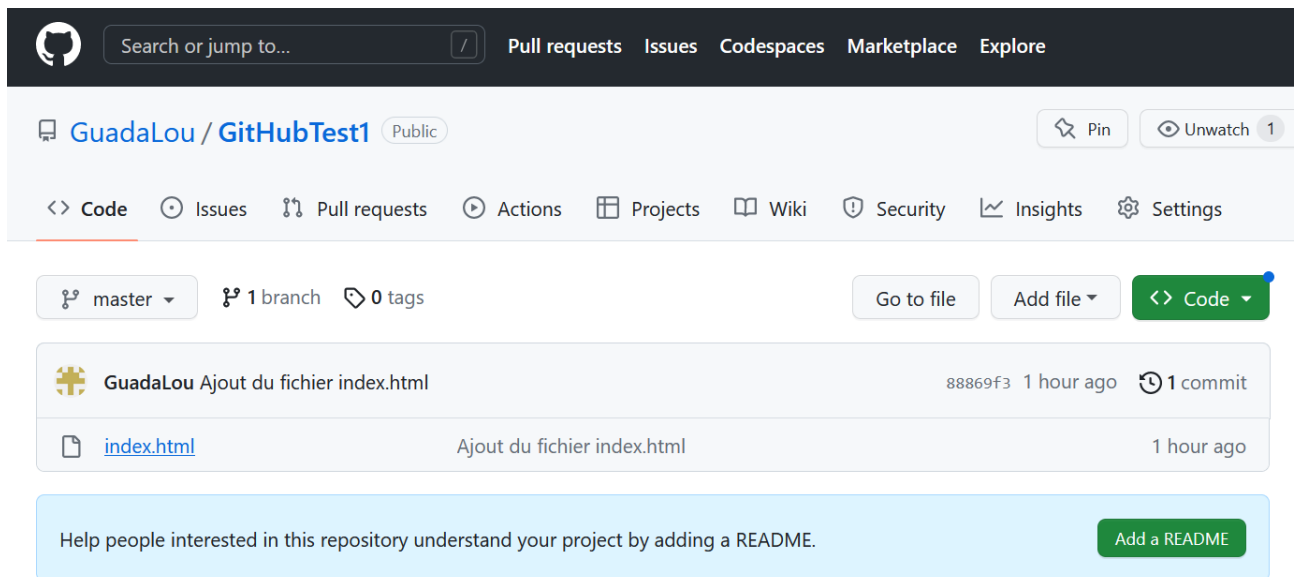 Search or jump to... / Pull requests Issues Codespaces Marketplace Explore
GuadaLou / GitHubTest1 Public Pin Unwatch 1
<> Code Issues Pull requests Actions Projects Wiki Security Insights Settings
master 1 branch 0 tags Go to file Add file <> Code
GuadaLou Ajout du fichier index.html 88869f3 1 hour ago 1 commit
index.html Ajout du fichier index.html 1 hour ago
Help people interested in this repository understand your project by adding a README. Add a README